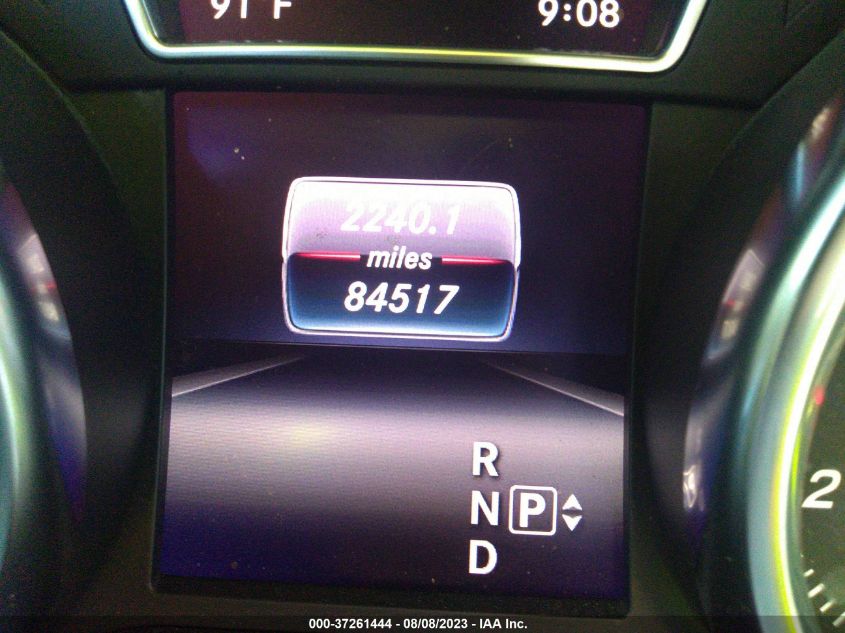 91 F 9:08
2240.1
miles
84517
R
N P
D
2
000-37261444 - 08/08/2023 - IAA Inc.